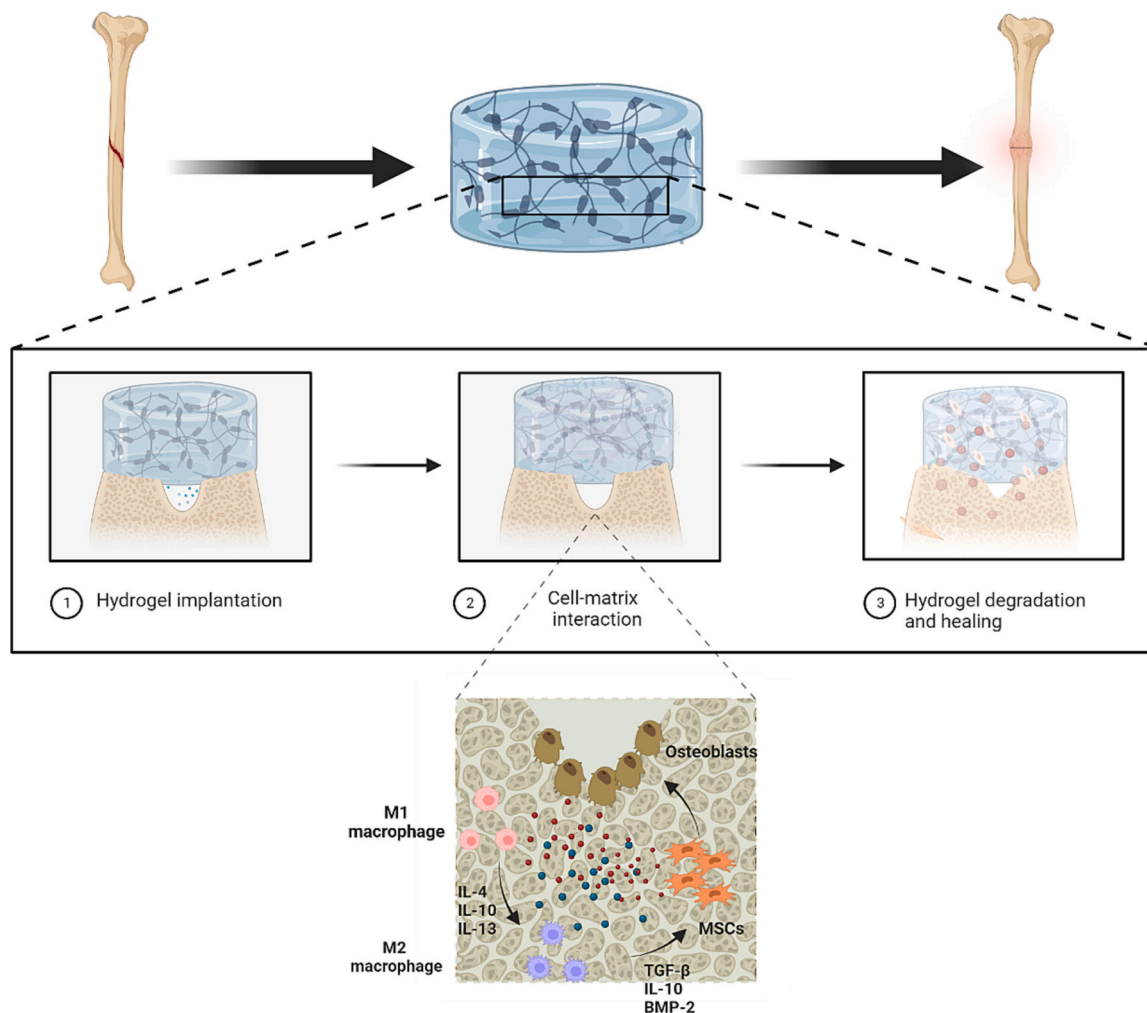 1 Hydrogel implantation
2 Cell-matrix
interaction
3 Hydrogel degradation
and healing
Osteoblasts
M1
macrophage
IL-4
IL-10
IL-13
MSCs
M2
macrophage
TGF-β
IL-10
BMP-2